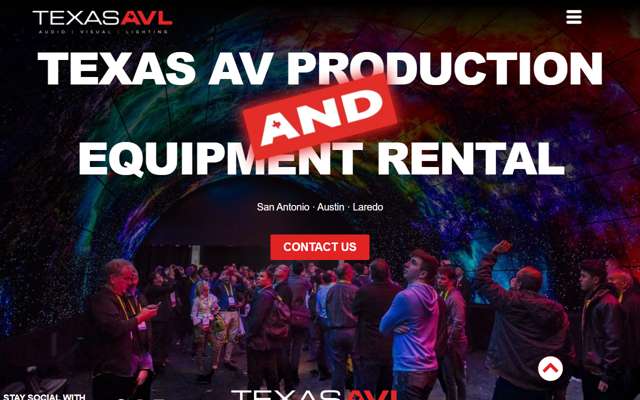 TEXASAVL
AUDIO | VISUAL | LIGHTING
TEXAS AV PRODUCTION
AND
EQUIPMENT RENTAL
San Antonio · Austin · Laredo
CONTACT US
TEXASAVL
STAY SOCIAL WITH